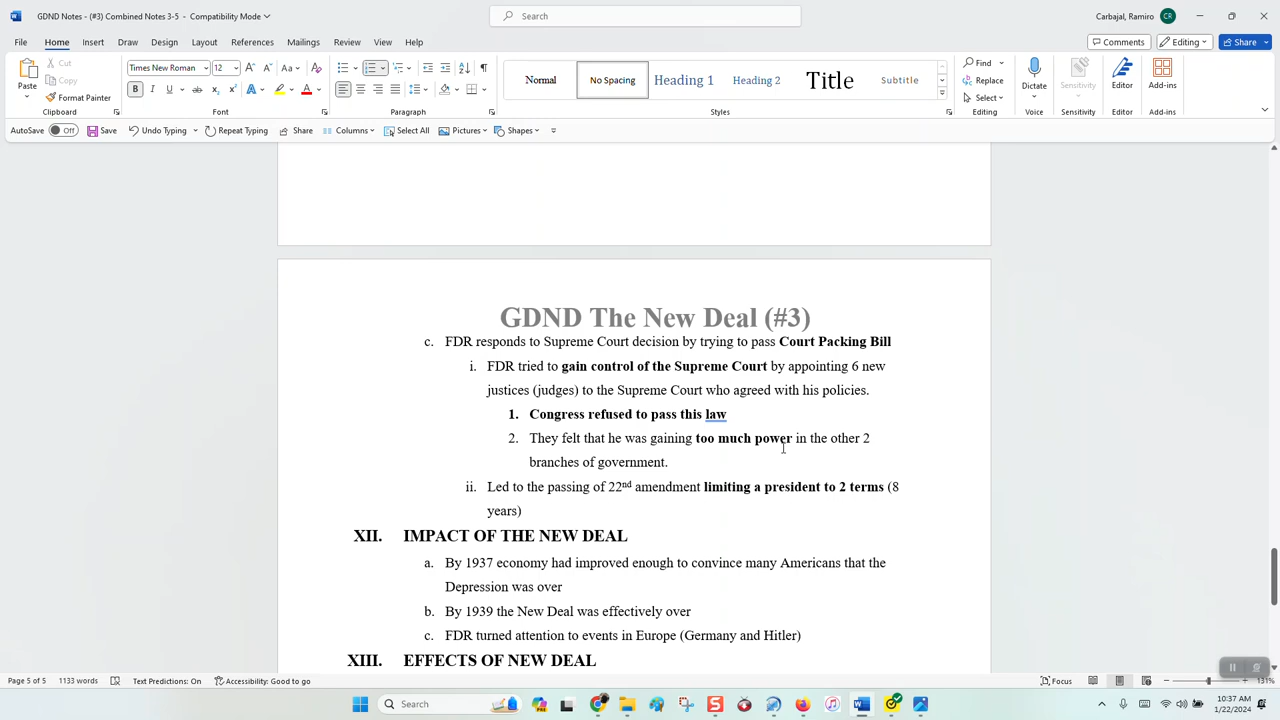 GDND Notes - (#3) Combined Notes 3-5 - Compatibility Mode
Search
Carbajal, Ramiro CR
File Home Insert Draw Design Layout References Mailings Review View Help
Comments Editing Share
Paste Cut Copy Format Painter
Times New Roman 12
Normal No Spacing Heading 1 Heading 2 Title Subtitle
Find Replace Select
Dictate Sensitivity Editor Add-ins
Clipboard Font Paragraph Styles Editing Voice Sensitivity Editor Add-ins
AutoSave Off Save Undo Typing Repeat Typing Share Columns Select All Pictures Shapes
GDND The New Deal (#3)
c. FDR responds to Supreme Court decision by trying to pass Court Packing Bill
i. FDR tried to gain control of the Supreme Court by appointing 6 new
justices (judges) to the Supreme Court who agreed with his policies.
1. Congress refused to pass this law
2. They felt that he was gaining too much power in the other 2
branches of government.
ii. Led to the passing of 22nd amendment limiting a president to 2 terms (8
years)
XII. IMPACT OF THE NEW DEAL
a. By 1937 economy had improved enough to convince many Americans that the
Depression was over
b. By 1939 the New Deal was effectively over
c. FDR turned attention to events in Europe (Germany and Hitler)
XIII. EFFECTS OF NEW DEAL
Page 5 of 5 1133 words Text Predictions: On Accessibility: Good to go Focus 131%
Search
10:37 AM
1/22/2024